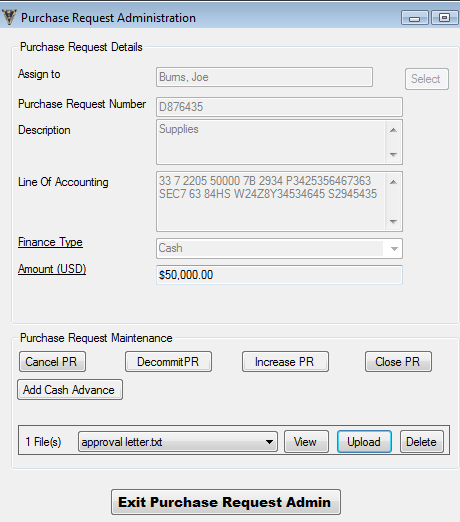 Purchase Request Administration
Purchase Request Details
Assign to
Burns, Joe
Select
Purchase Request Number
D876435
Description
Supplies
Line Of Accounting
33 7 2205 50000 7B 2934 P3425356467363
SEC7 63 84HS W24Z8Y34534645 S2945435
Finance Type
Cash
Amount (USD)
$50,000.00
Purchase Request Maintenance
Cancel PR
DecommitPR
Increase PR
Close PR
Add Cash Advance
1 File(s)
approval letter.txt
View
Upload
Delete
Exit Purchase Request Admin